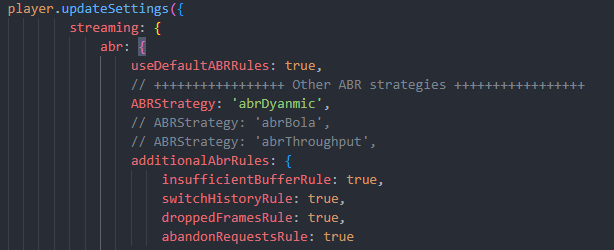 player.updateSettings({
streaming: {
abr: {
useDefaultABRRules: true,
// +++++++++++++++++ Other ABR strategies +++++++++++++++++
ABRStrategy: 'abrDyanmic',
// ABRStrategy: 'abrBola',
// ABRStrategy: 'abrThroughput',
additionalAbrRules: {
insufficientBufferRule: true,
switchHistoryRule: true,
droppedFramesRule: true,
abandonRequestsRule: true